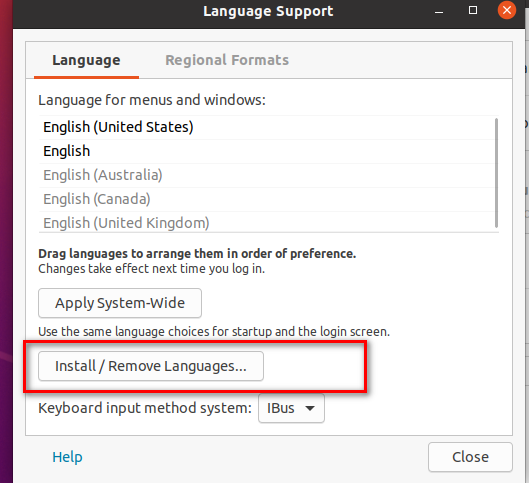 Language Support
Language
Regional Formats
Language for menus and windows:
English (United States)
English
English (Australia)
English (Canada)
English (United Kingdom)
Drag languages to arrange them in order of preference.
Changes take effect next time you log in.
Apply System-Wide
Use the same language choices for startup and the login screen.
Install / Remove Languages...
Keyboard input method system:
IBus
Help
Close